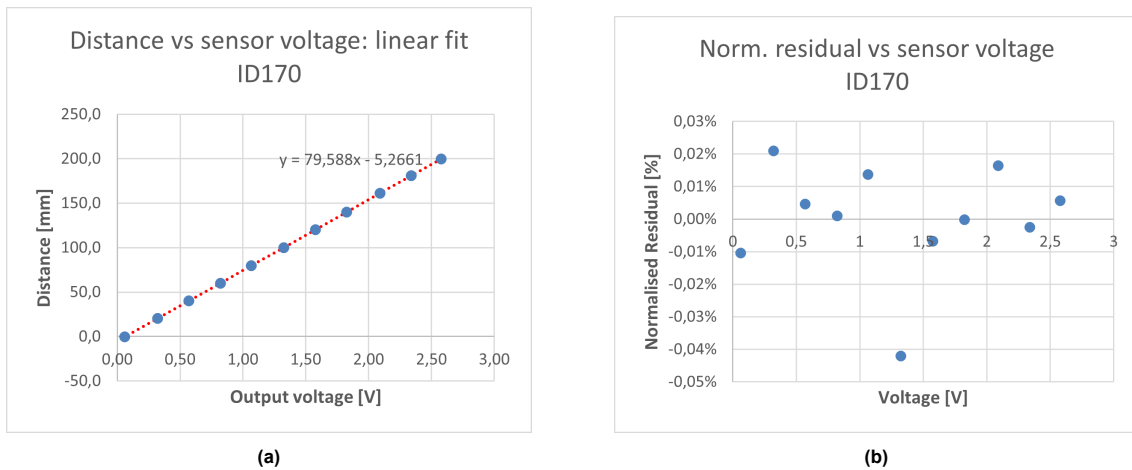 Distance vs sensor voltage: linear fit
ID170
250,0
200,0
150,0
100,0
50,0
0,0
-50,0
Distance [mm]
y = 79,588x - 5,2661
0,00 0,50 1,00 1,50 2,00 2,50 3,00
Output voltage [V]
(a)
Norm. residual vs sensor voltage
ID170
0,03%
0,02%
0,01%
0,00%
-0,01%
-0,02%
-0,03%
-0,04%
-0,05%
Normalised Residual [%]
0 0,5 1 1,5 2 2,5 3
Voltage [V]
(b)